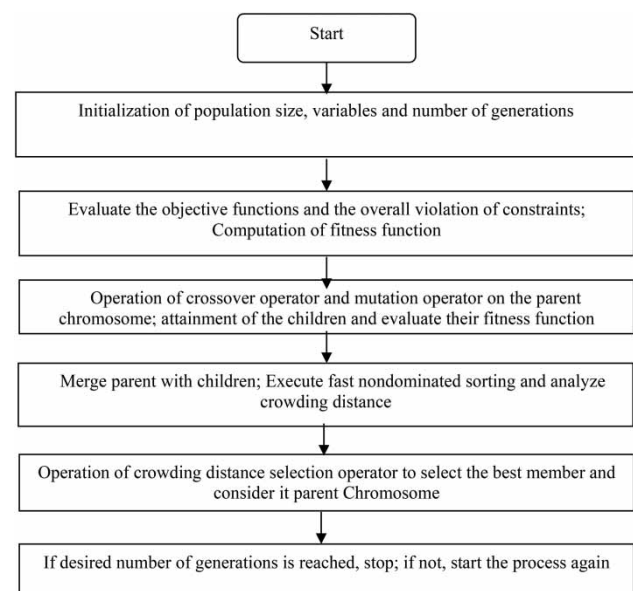 Start
Initialization of population size, variables and number of generations
Evaluate the objective functions and the overall violation of constraints;
Computation of fitness function
Operation of crossover operator and mutation operator on the parent
chromosome; attainment of the children and evaluate their fitness function
Merge parent with children; Execute fast nondominated sorting and analyze
crowding distance
Operation of crowding distance selection operator to select the best member and
consider it parent Chromosome
If desired number of generations is reached, stop; if not, start the process again